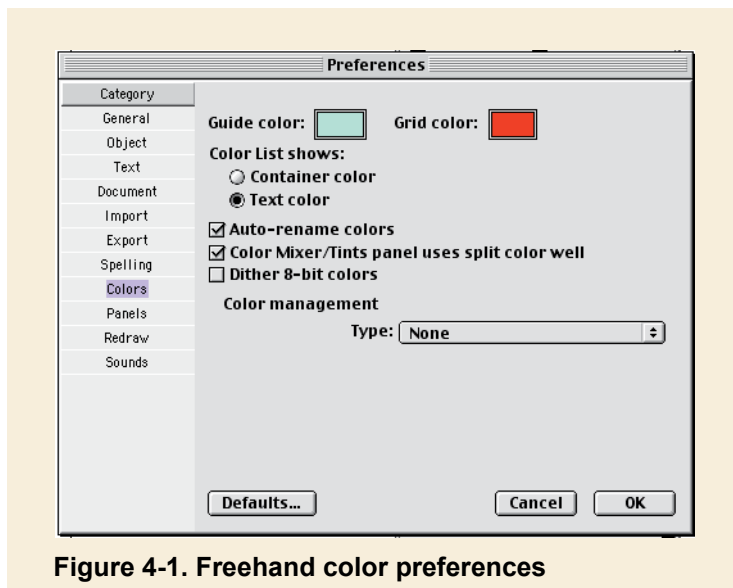 Preferences
Category
General
Object
Text
Document
Import
Export
Spelling
Colors
Panels
Redraw
Sounds
Guide color: Grid color:
Color List shows:
Container color
Text color
Auto-rename colors
Color Mixer/Tints panel uses split color well
Dither 8-bit colors
Color management
Type: None
Defaults... Cancel OK
Figure 4-1. Freehand color preferences